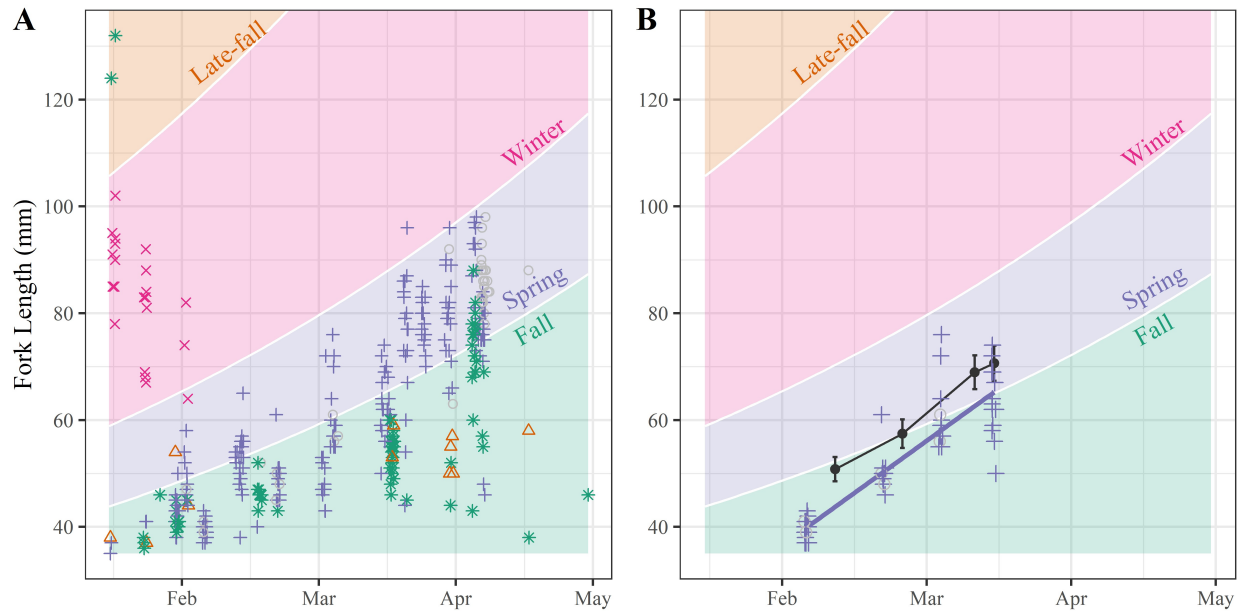 A
B
Fork Length (mm)
120
100
80
60
40
Late-fall
Winter
Spring
Fall
Feb
Mar
Apr
May
120
100
80
60
40
Late-fall
Winter
Spring
Fall
Feb
Mar
Apr
May